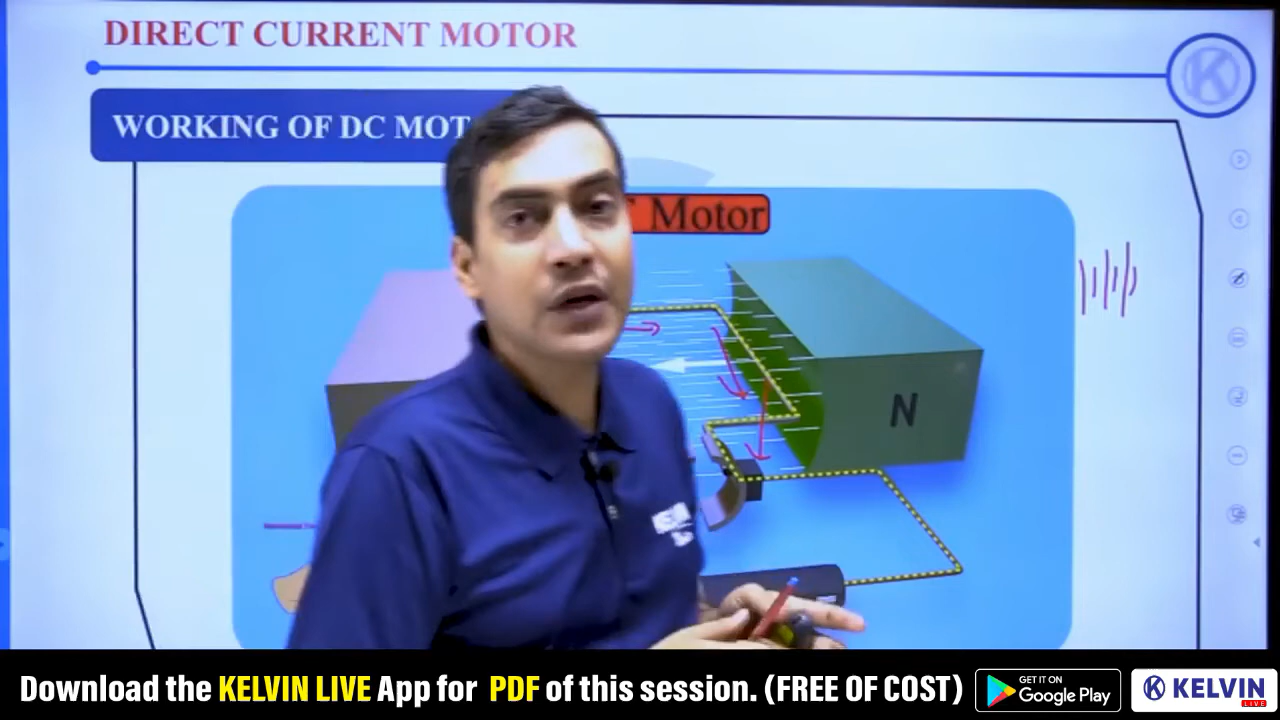 DIRECT CURRENT MOTOR
K
WORKING OF DC MOT
Motor
N
Download the KELVIN LIVE App for PDF of this session. (FREE OF COST)
GET IT ON
Google Play
KELVIN
LIVE